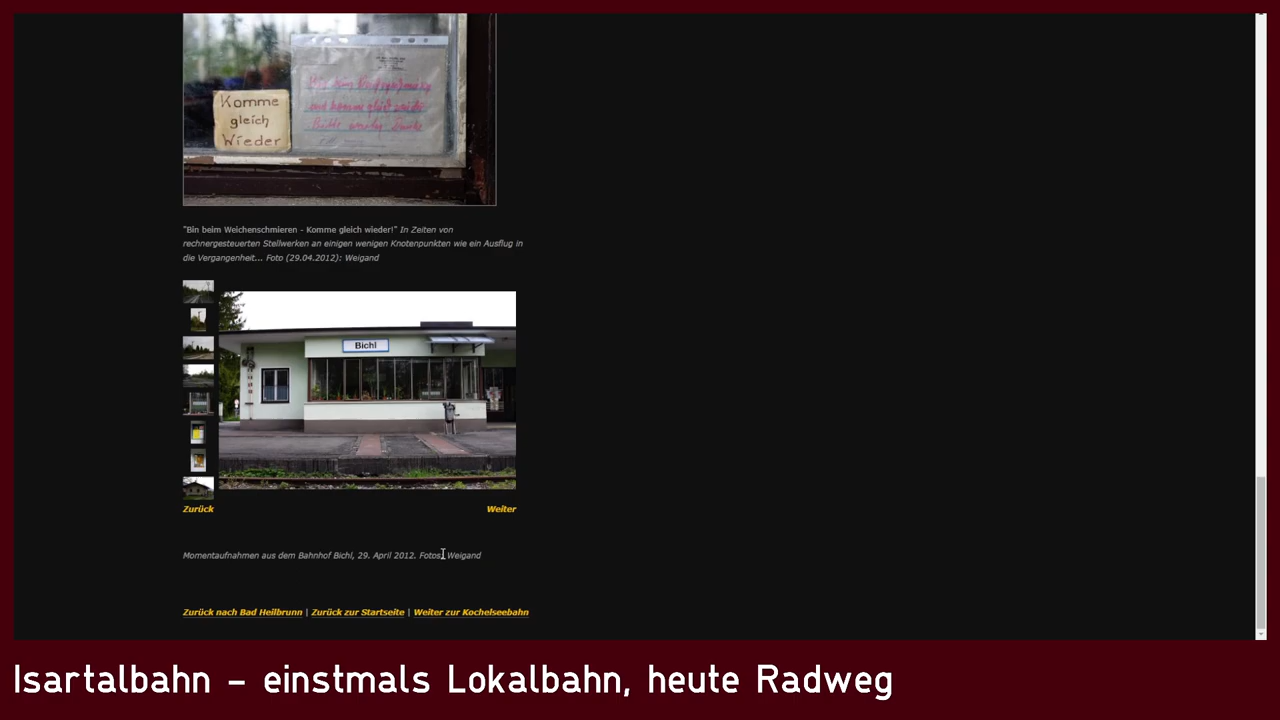 Komme
gleich
Wieder
"Bin beim Weichenschmieren - Komme gleich wieder!" In Zeiten von
rechnergesteuerten Stellwerken an einigen wenigen Knotenpunkten wie ein Ausflug in
die Vergangenheit... Foto (29.04.2012): Weigand
Bichl
Zurück
Weiter
Momentaufnahmen aus dem Bahnhof Bichl, 29. April 2012. Fotos: Weigand
Zurück nach Bad Heilbrunn | Zurück zur Startseite | Weiter zur Kochelseebahn
Isartalbahn – einstmals Lokalbahn, heute Radweg